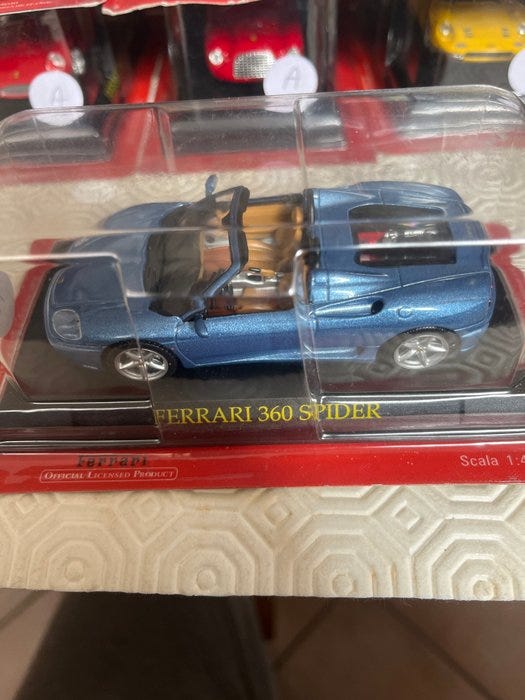 A
A
FERRARI 360 SPIDER
Ferrari
OFFICIAL LICENSED PRODUCT
Scala 1:4